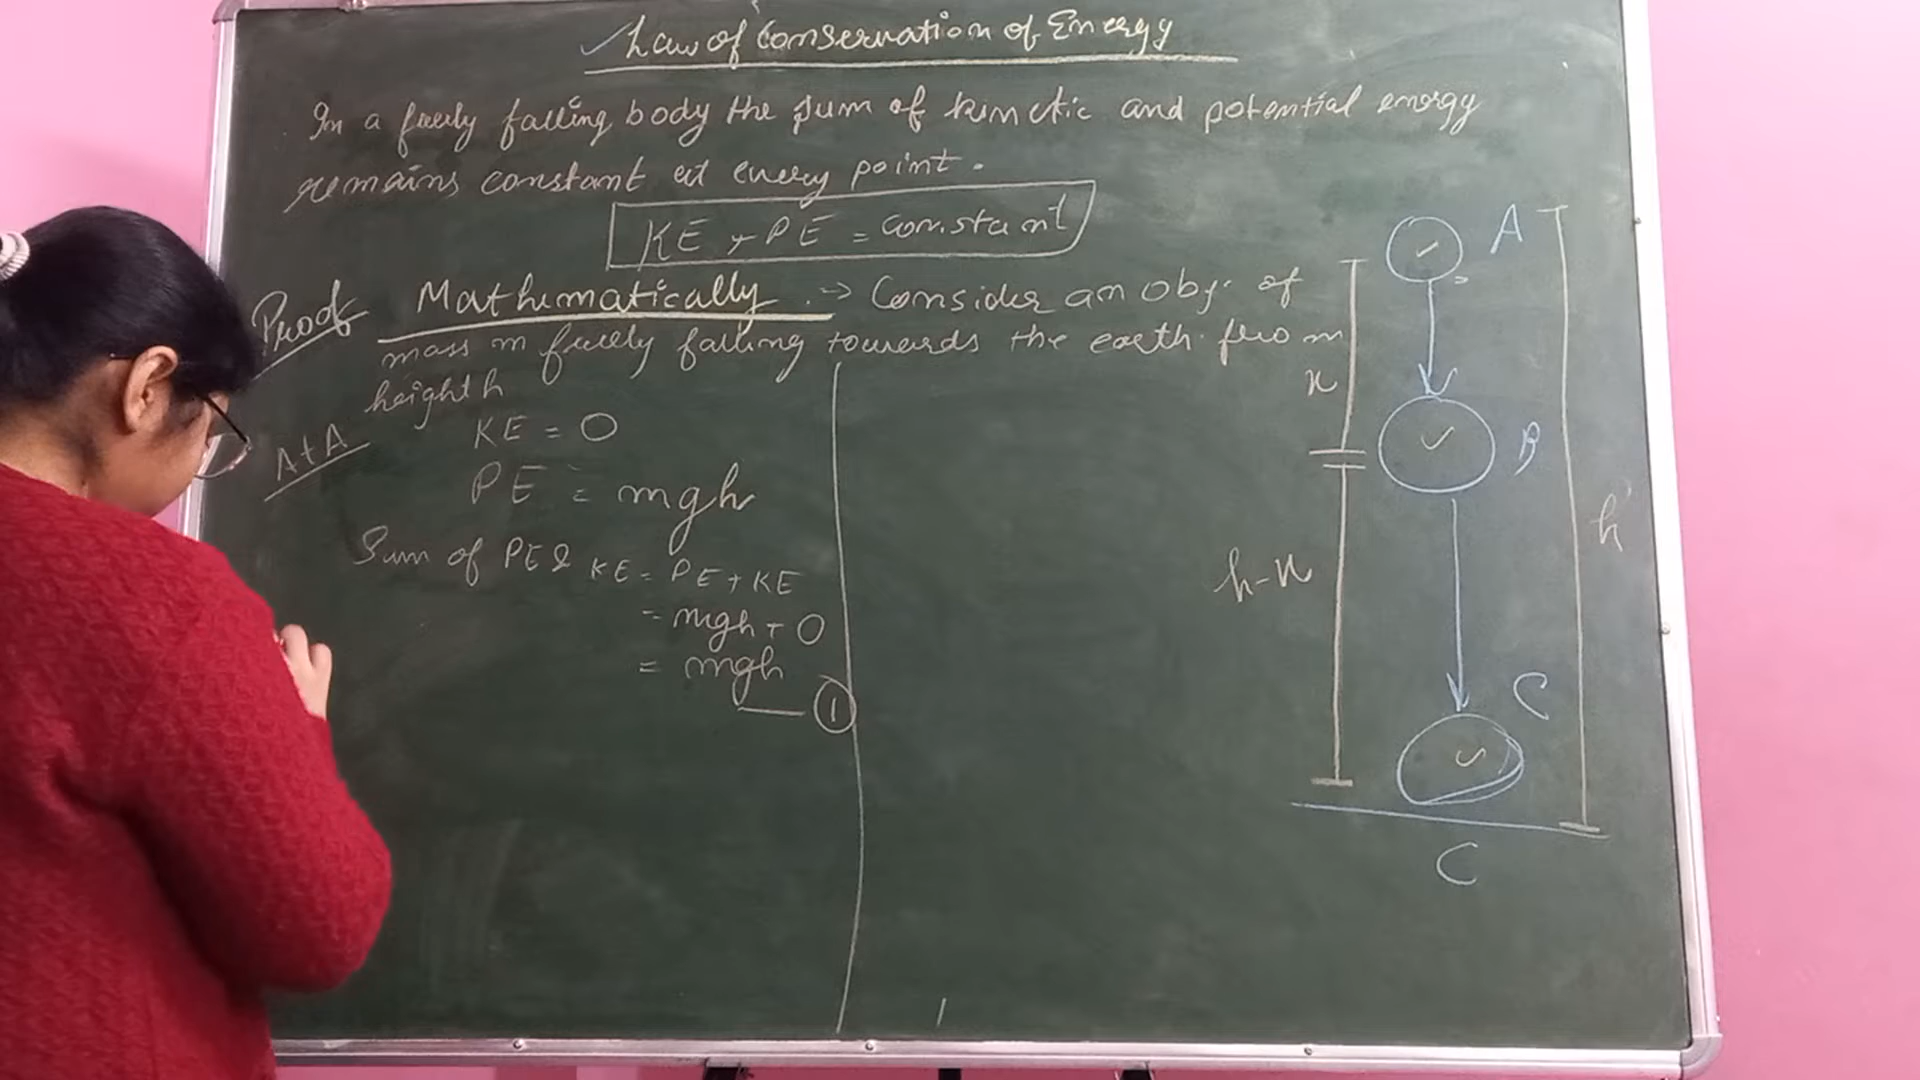 Law of Conservation of Energy
In a freely falling body the sum of kinetic and potential energy
remains constant at every point.
KE + PE = constant
Proof Mathematically :→ Consider an obj. of
mass m freely falling towards the earth from
height h
At A
KE = 0
PE = mgh
Sum of PE & KE = PE + KE
= mgh + 0
= mgh
1
A
x
B
h
h-x
C
C